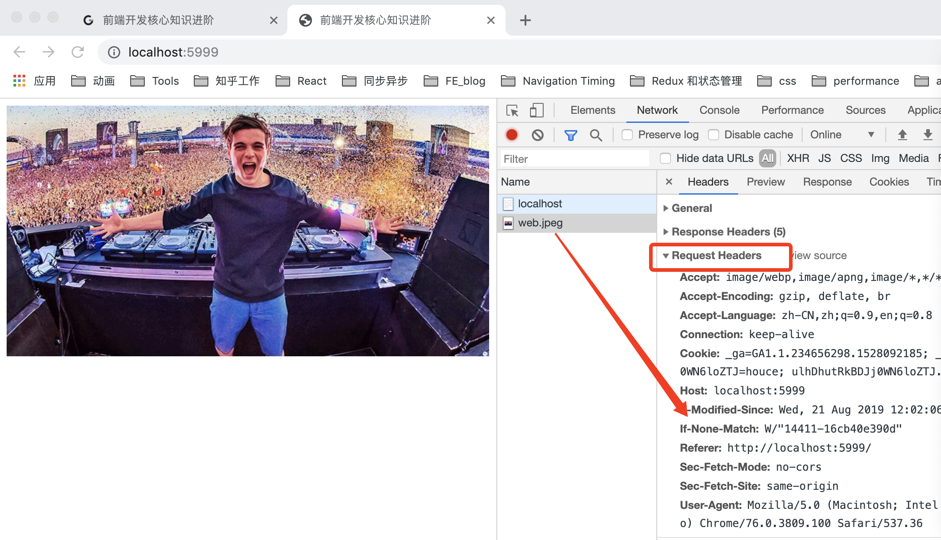 前端开发核心知识进阶
前端开发核心知识进阶
localhost:5999
应用 动画 Tools 知乎工作 React 同步异步 FE_blog Navigation Timing Redux 和状态管理 css performance
Elements Network Console Performance Sources Applica
Preserve log Disable cache Online
Filter Hide data URLs All XHR JS CSS Img Media
Name Headers Preview Response Cookies Tim
localhost
web.jpeg
General
Response Headers (5)
Request Headers view source
Accept: image/webp,image/apng,image/*,*/*
Accept-Encoding: gzip, deflate, br
Accept-Language: zh-CN,zh;q=0.9,en;q=0.8
Connection: keep-alive
Cookie: _ga=GA1.1.234656298.1528092185; _
0WN6loZTJ=houce; ulhDhutRkBDJj0WN6loZTJ.
Host: localhost:5999
-Modified-Since: Wed, 21 Aug 2019 12:02:06
If-None-Match: W/"14411-16cb40e390d"
Referer: http://localhost:5999/
Sec-Fetch-Mode: no-cors
Sec-Fetch-Site: same-origin
User-Agent: Mozilla/5.0 (Macintosh; Intel
o) Chrome/76.0.3809.100 Safari/537.36